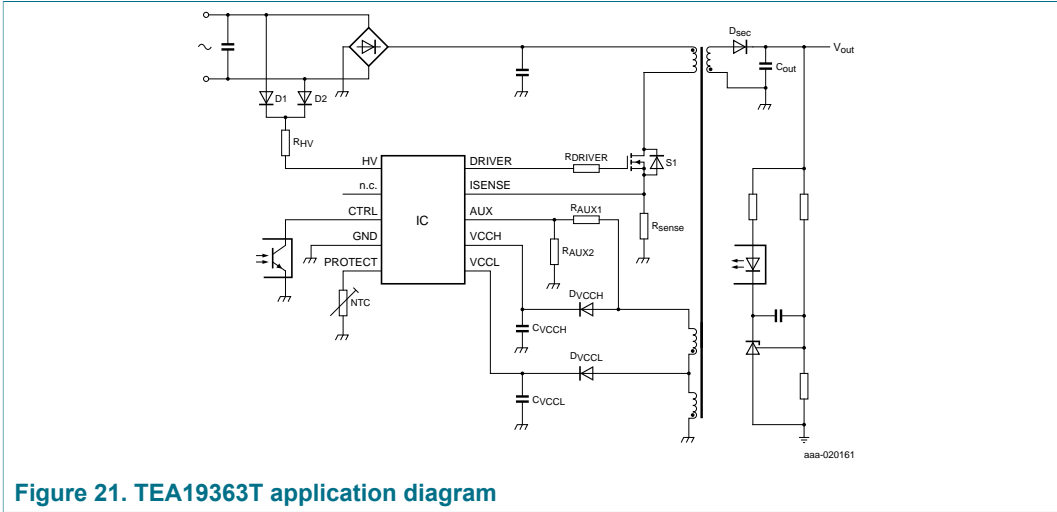 Dsec
Vout
Cout
D1
D2
RHV
HV
DRIVER
RDRIVER
S1
n.c.
ISENSE
CTRL
IC
AUX
RAUX1
Rsense
GND
VCCH
RAUX2
PROTECT
VCCL
NTC
DVCCH
CVCCH
DVCCL
CVCCL
aaa-020161
Figure 21. TEA19363T application diagram